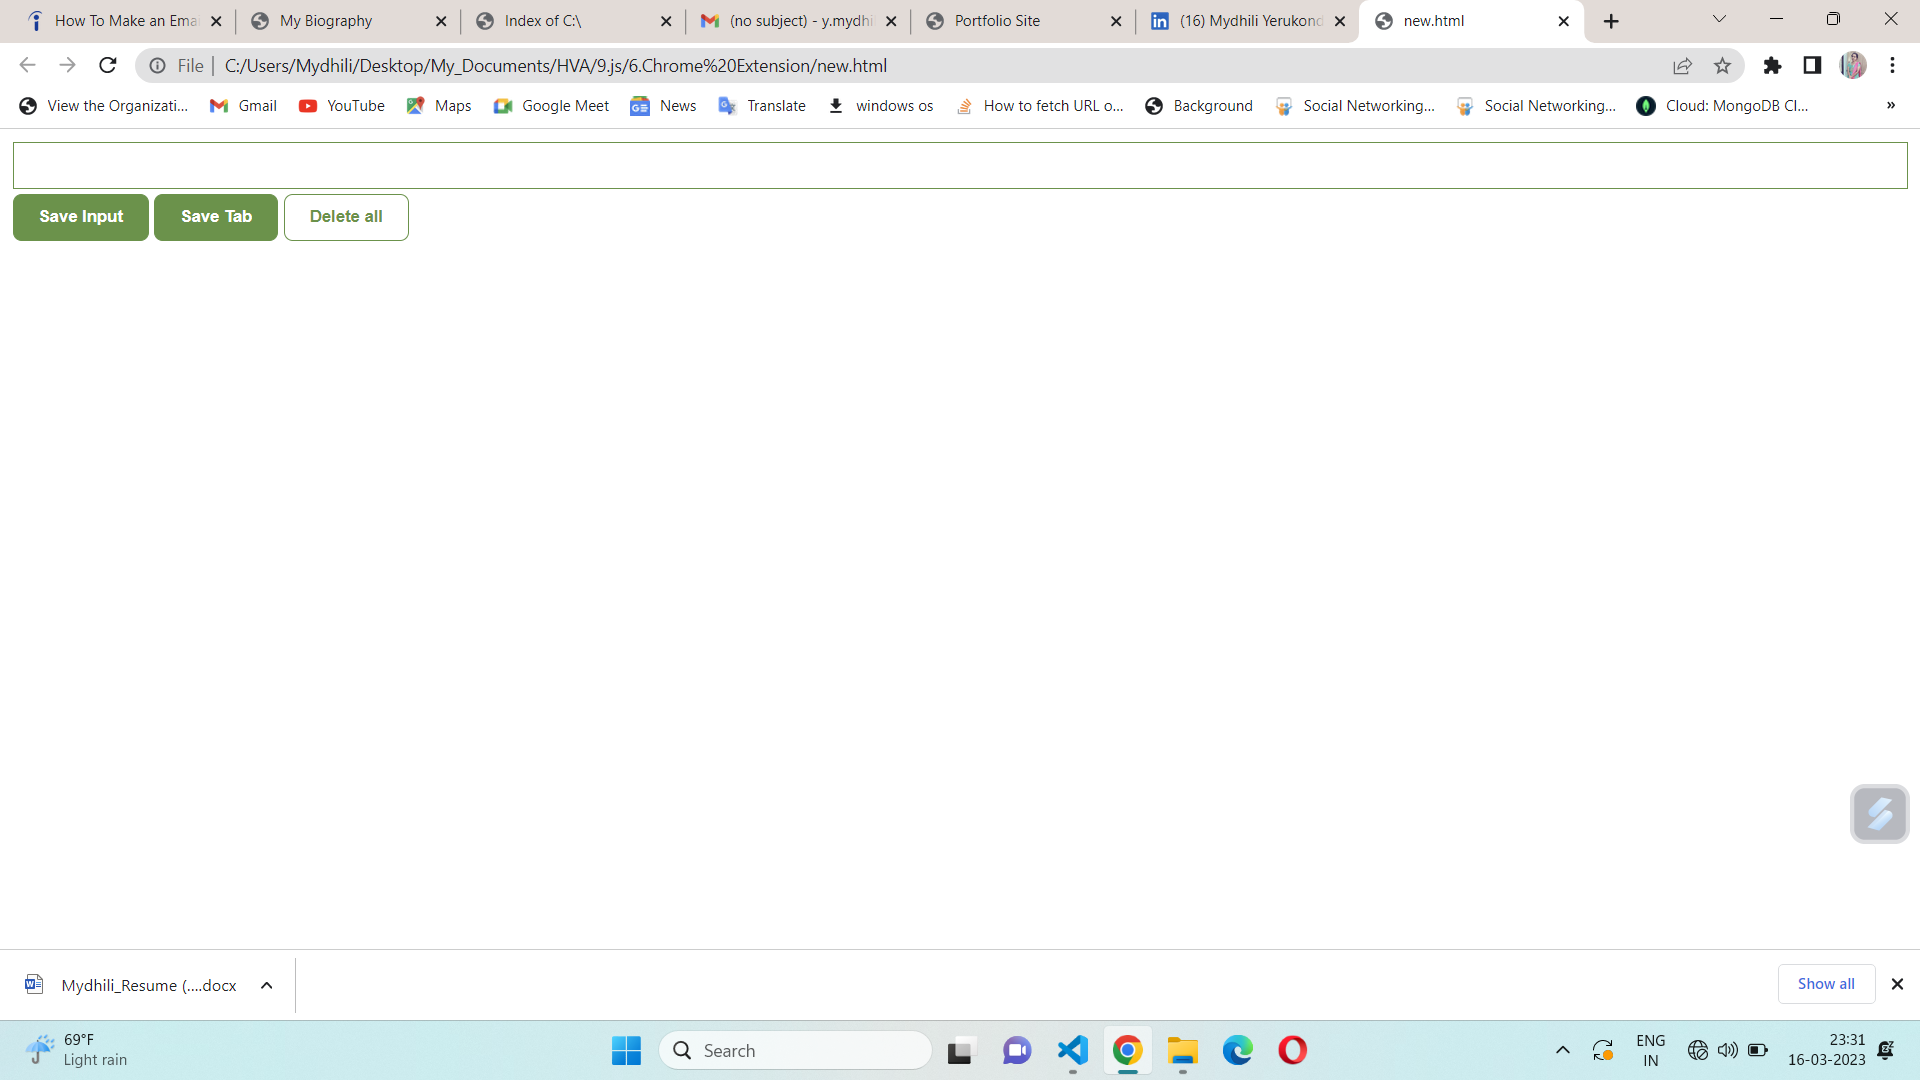 How To Make an Emai
My Biography
Index of C:\
(no subject) - y.mydhil
Portfolio Site
(16) Mydhili Yerukond
new.html
File
C:/Users/Mydhili/Desktop/My_Documents/HVA/9.js/6.Chrome%20Extension/new.html
View the Organizati...
Gmail
YouTube
Maps
Google Meet
News
Translate
windows os
How to fetch URL o...
Background
Social Networking...
Social Networking...
Cloud: MongoDB Cl...
»
Save Input
Save Tab
Delete all
Mydhili_Resume (....docx
Show all
69°F
Light rain
Search
ENG
IN
23:31
16-03-2023